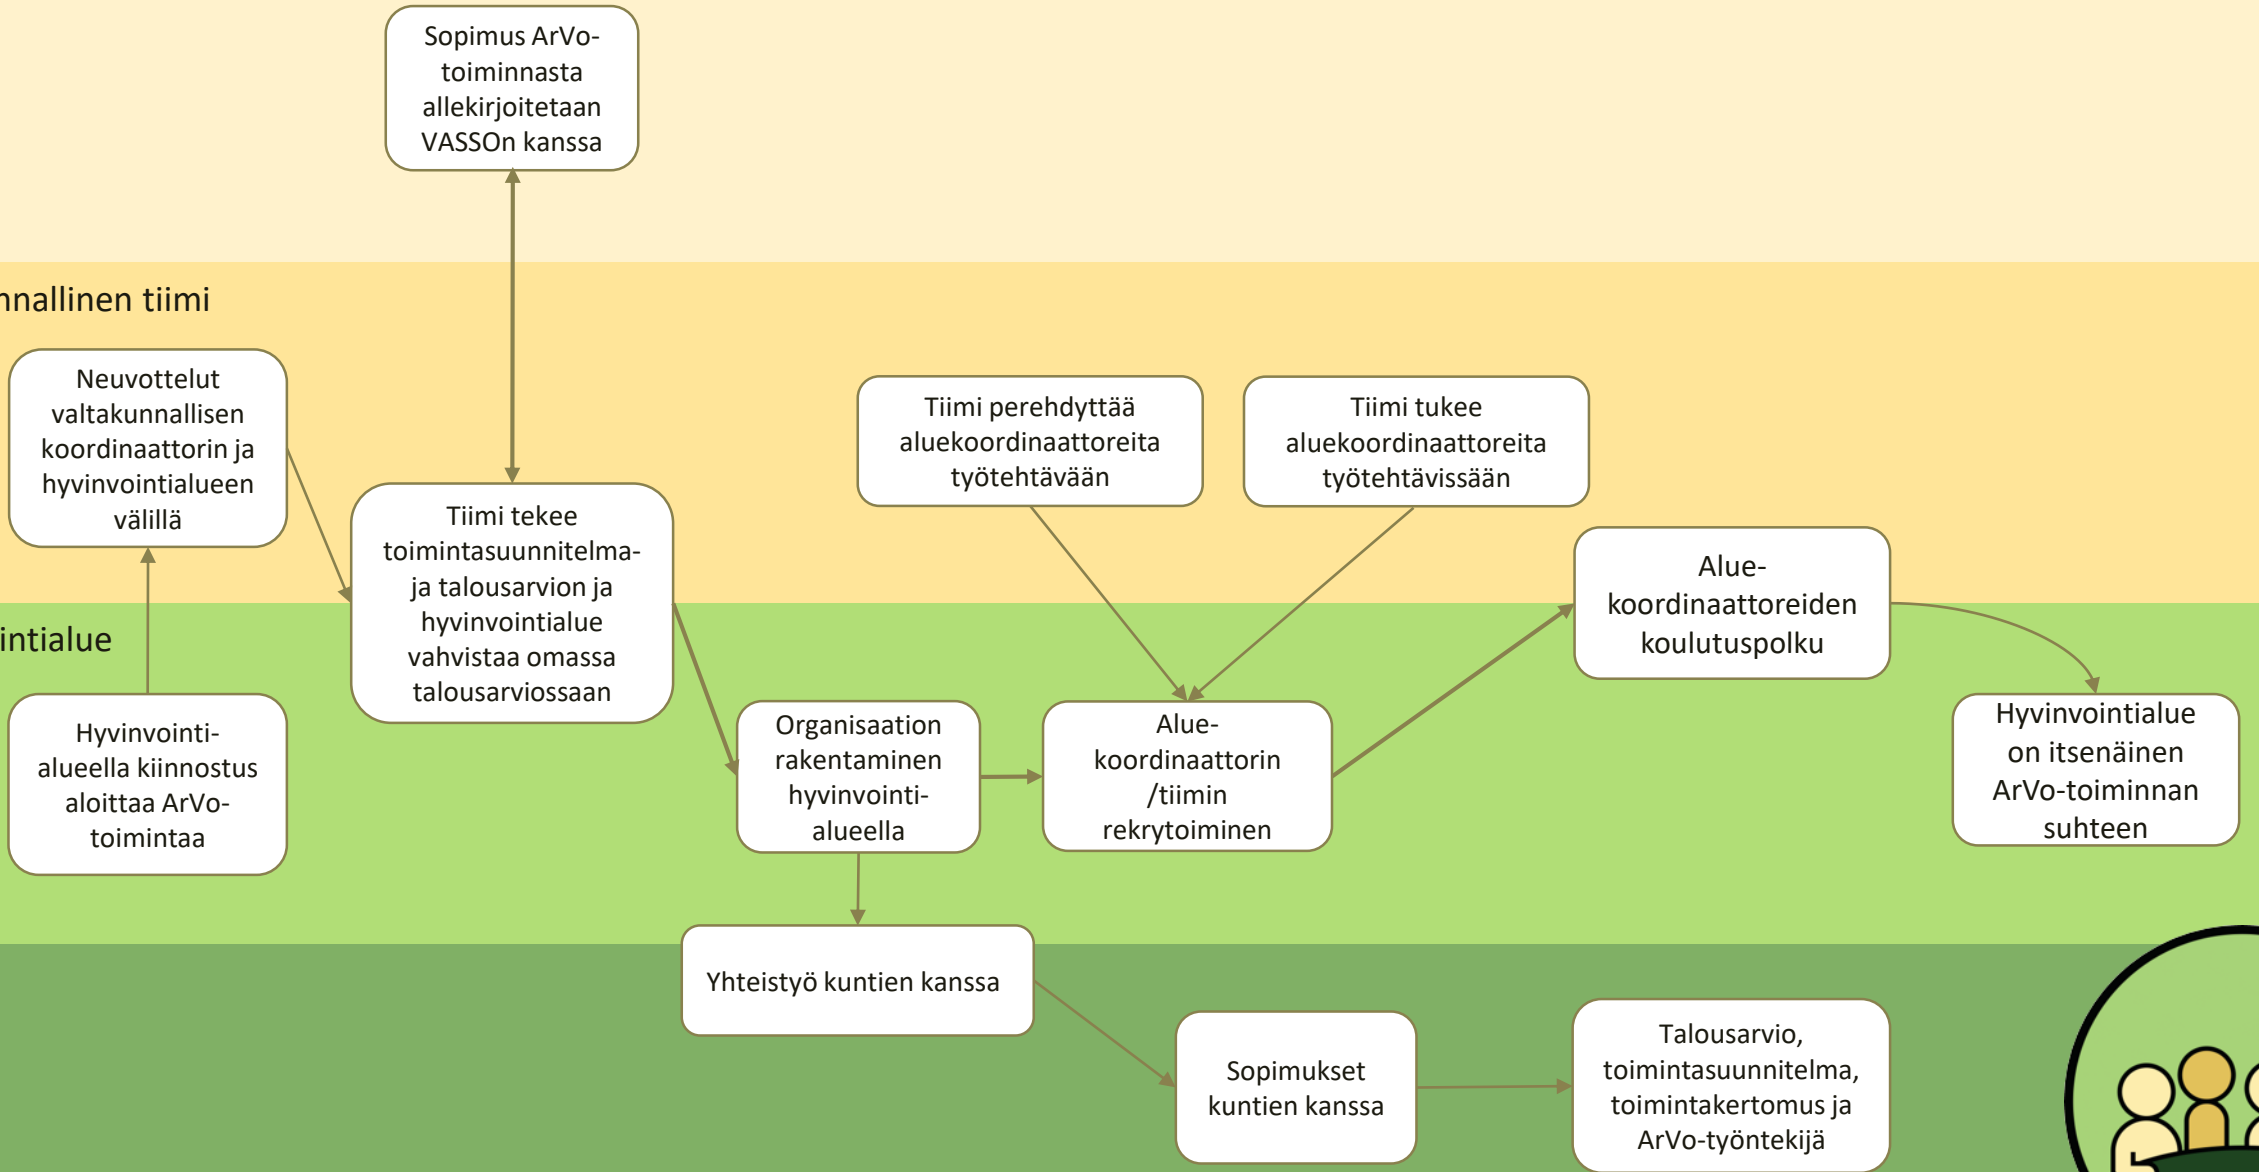 Sopimus ArVo-
toiminnasta
allekirjoitetaan
VASSOn kanssa
nnallinen tiimi
Neuvottelut
valtakunnallisen
koordinaattorin ja
hyvinvointialueen
välillä
Tiimi tekee
toimintasuunnitelma-
ja talousarvion ja
hyvinvointialue
vahvistaa omassa
talousarviossaan
Tiimi perehdyttää
aluekoordinaattoreita
työtehtävään
Tiimi tukee
aluekoordinaattoreita
työtehtävissään
Alue-
koordinaattoreiden
koulutuspolku
intialue
Hyvinvointi-
alueella kiinnostus
aloittaa ArVo-
toimintaa
Organisaation
rakentaminen
hyvinvointi-
alueella
Alue-
koordinaattorin
/tiimin
rekrytoiminen
Hyvinvointialue
on itsenäinen
ArVo-toiminnan
suhteen
Yhteistyö kuntien kanssa
Sopimukset
kuntien kanssa
Talousarvio,
toimintasuunnitelma,
toimintakertomus ja
ArVo-työntekijä